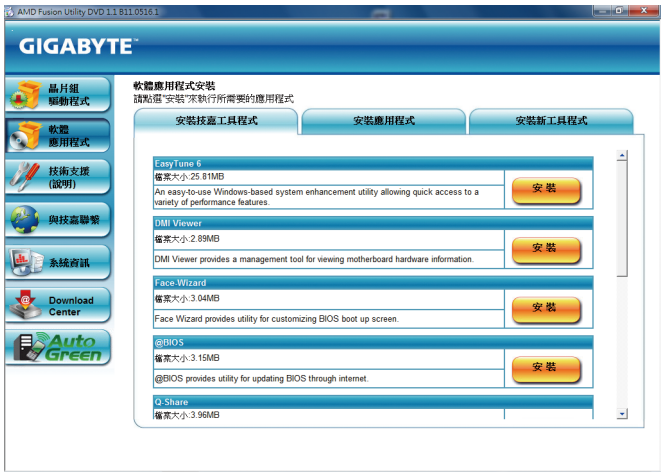 AMD Fusion Utility DVD 1.1 B11.0516.1
GIGABYTE™
晶片組
驅動程式
軟體
應用程式
技術支援
(說明)
與技嘉聯繫
系統資訊
Download
Center
Auto
Green
軟體應用程式安裝
請點選"安裝"來執行所需要的應用程式
安裝技嘉工具程式
安裝應用程式
安裝新工具程式
EasyTune 6
檔案大小:25.81MB
An easy-to-use Windows-based system enhancement utility allowing quick access to a
variety of performance features.
安裝
DMI Viewer
檔案大小:2.89MB
DMI Viewer provides a management tool for viewing motherboard hardware information.
安裝
Face-Wizard
檔案大小:3.04MB
Face Wizard provides utility for customizing BIOS boot up screen.
安裝
@BIOS
檔案大小:3.15MB
@BIOS provides utility for updating BIOS through internet.
安裝
Q-Share
檔案大小:3.96MB